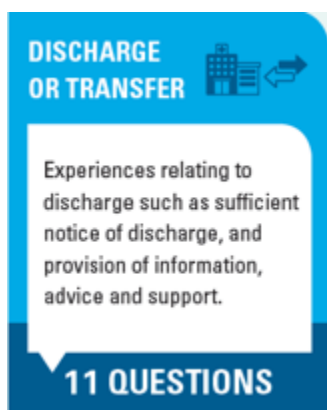 DISCHARGE
OR TRANSFER
Experiences relating to
discharge such as sufficient
notice of discharge, and
provision of information,
advice and support.
11 QUESTIONS